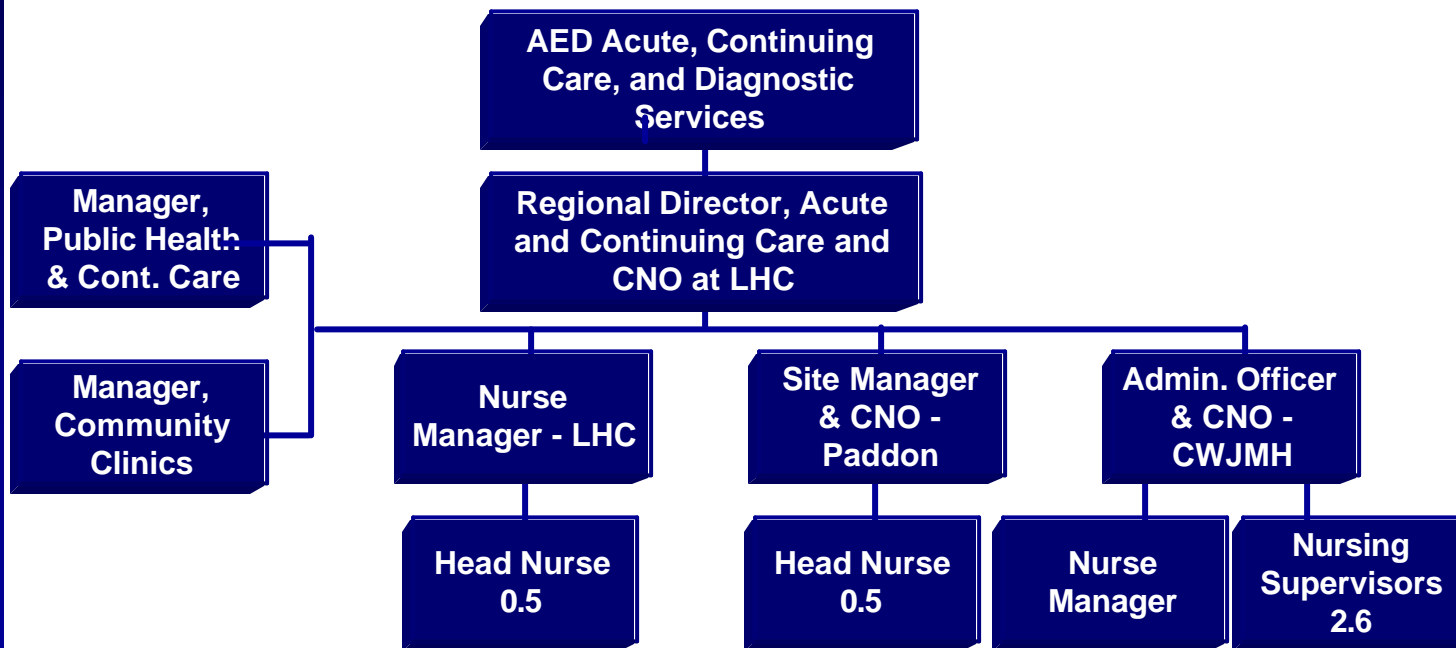 AED Acute, Continuing
Care, and Diagnostic
Services
Manager,
Public Health
& Cont. Care
Regional Director, Acute
and Continuing Care and
CNO at LHC
Manager,
Community
Clinics
Nurse
Manager - LHC
Site Manager
& CNO -
Paddon
Admin. Officer
& CNO -
CWJMH
Head Nurse
0.5
Head Nurse
0.5
Nurse
Manager
Nursing
Supervisors
2.6